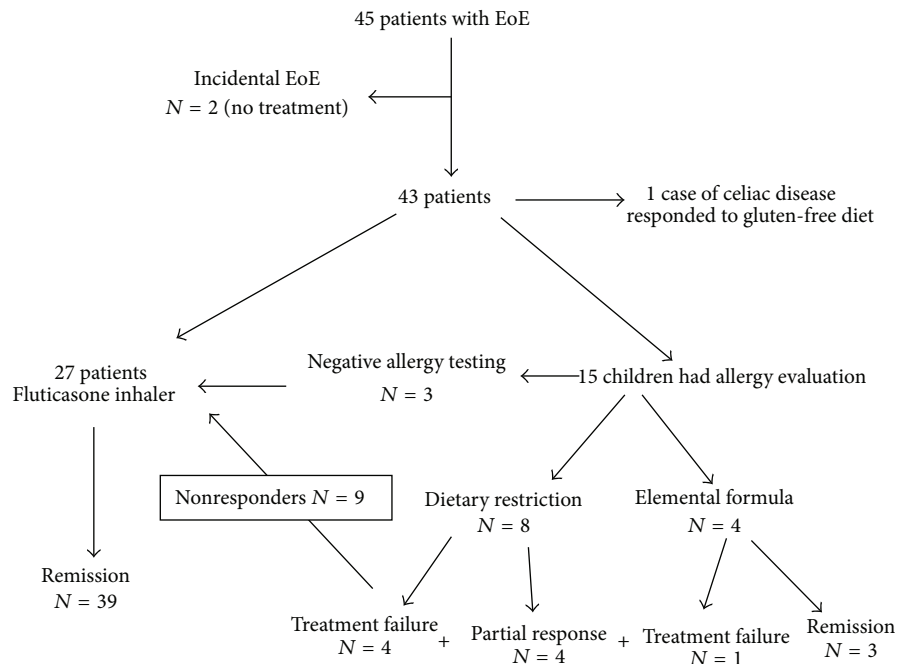 45 patients with EoE
Incidental EoE
N = 2 (no treatment)
43 patients
1 case of celiac disease
responded to gluten-free diet
27 patients
Fluticasone inhaler
Negative allergy testing
N = 3
15 children had allergy evaluation
Nonresponders N = 9
Dietary restriction
N = 8
Elemental formula
N = 4
Remission
N = 39
Treatment failure
N = 4
+
Partial response
N = 4
+
Treatment failure
N = 1
Remission
N = 3